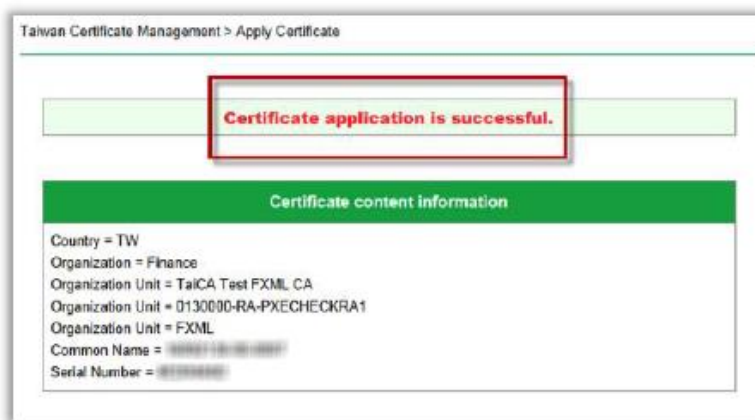 Taiwan Certificate Management > Apply Certificate
Certificate application is successful.
Certificate content information
Country = TW
Organization = Finance
Organization Unit = TaiCA Test FXML CA
Organization Unit = 0130000-RA-PXECHECKRA1
Organization Unit = FXML
Common Name =
Serial Number =